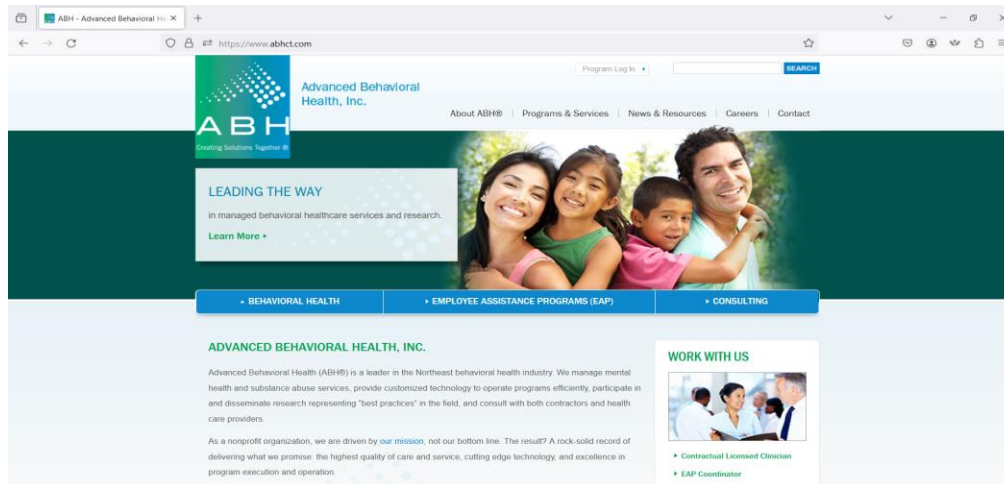 ABH - Advanced Behavioral He
https://www.abhct.com
Program Log In
SEARCH
Advanced Behavioral
Health, Inc.
About ABH® | Programs & Services | News & Resources | Careers | Contact
ABH
Creating Solutions Together ®
LEADING THE WAY
in managed behavioral healthcare services and research.
Learn More
BEHAVIORAL HEALTH
EMPLOYEE ASSISTANCE PROGRAMS (EAP)
CONSULTING
ADVANCED BEHAVIORAL HEALTH, INC.
Advanced Behavioral Health (ABH®) is a leader in the Northeast behavioral health industry. We manage mental
health and substance abuse services, provide customized technology to operate programs efficiently, participate in
and disseminate research representing "best practices" in the field, and consult with both contractors and health
care providers.
As a nonprofit organization, we are driven by our mission, not our bottom line. The result? A rock-solid record of
delivering what we promise: the highest quality of care and service, cutting edge technology, and excellence in
program execution and operation.
WORK WITH US
Contractual Licensed Clinician
EAP Coordinator